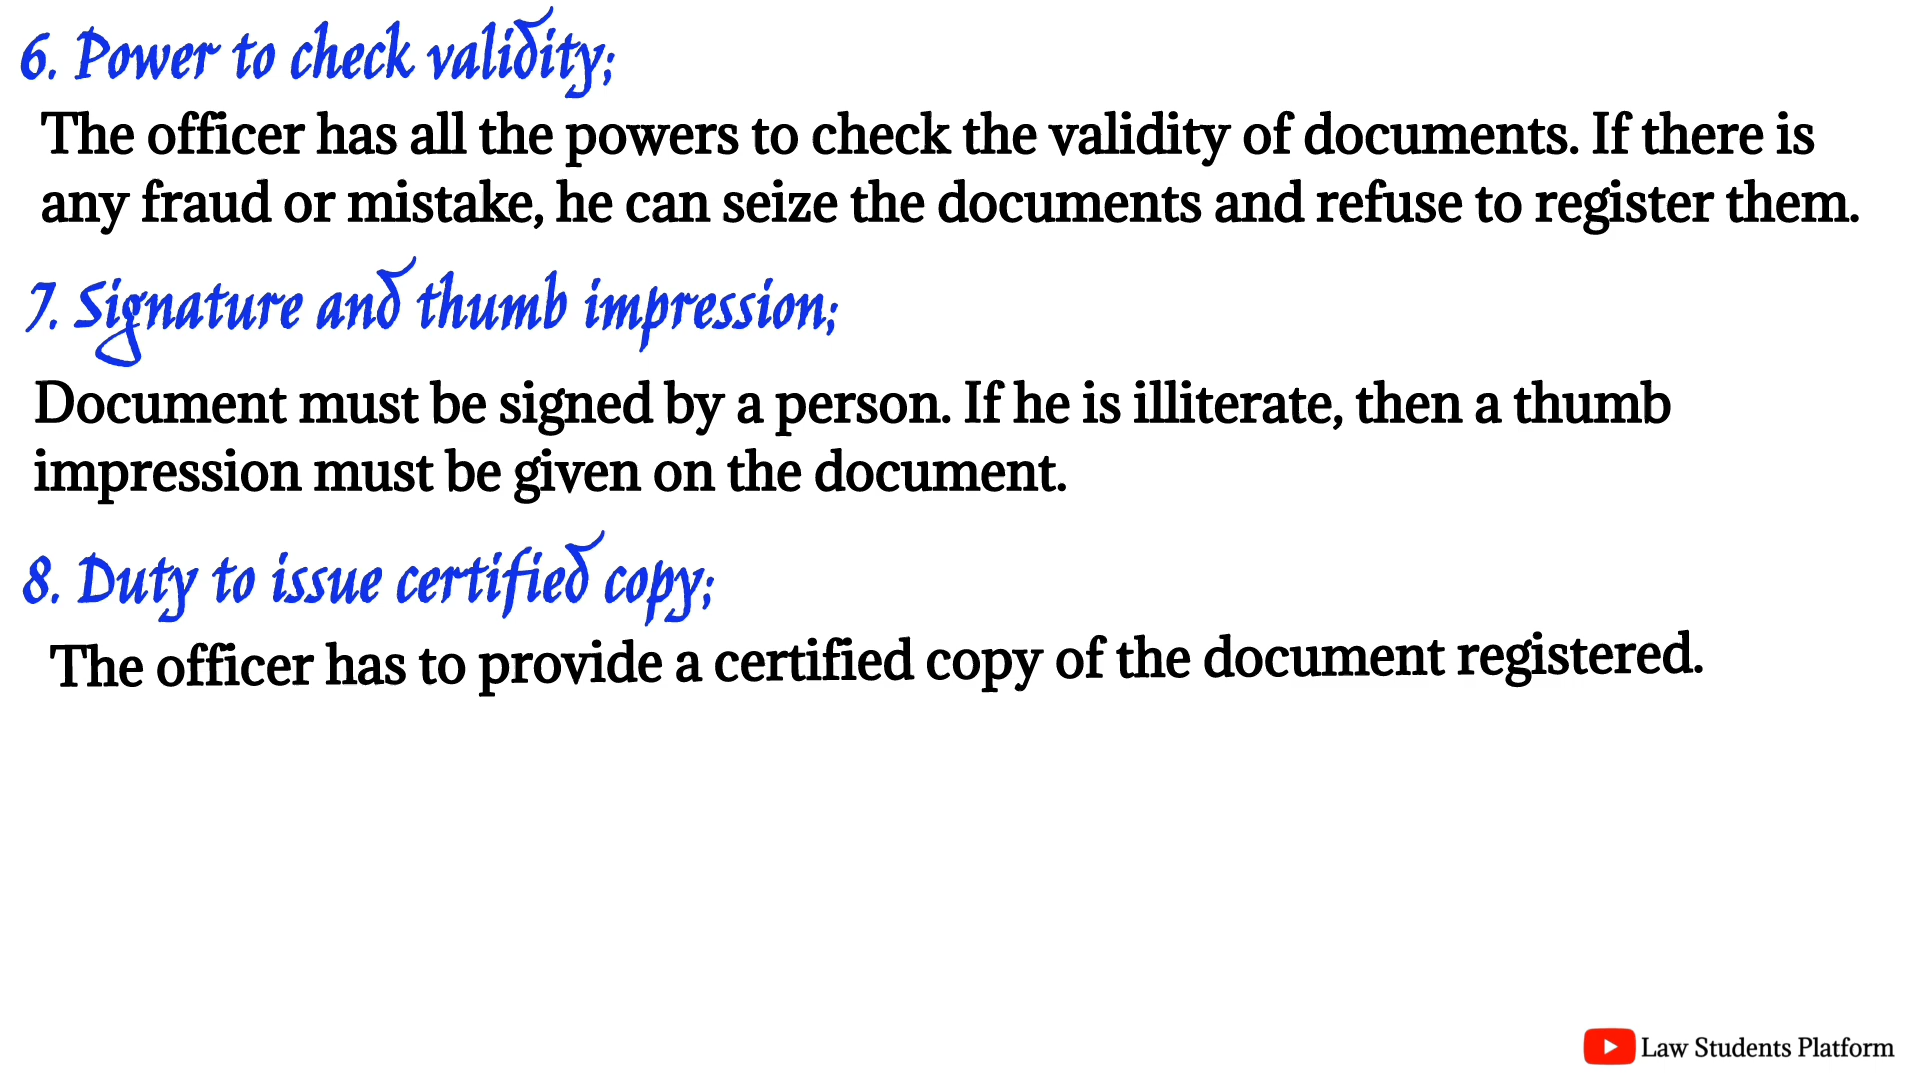 6. Power to check validity;
The officer has all the powers to check the validity of documents. If there is
any fraud or mistake, he can seize the documents and refuse to register them.
7. Signature and thumb impression;
Document must be signed by a person. If he is illiterate, then a thumb
impression must be given on the document.
8. Duty to issue certified copy;
The officer has to provide a certified copy of the document registered.
Law Students Platform